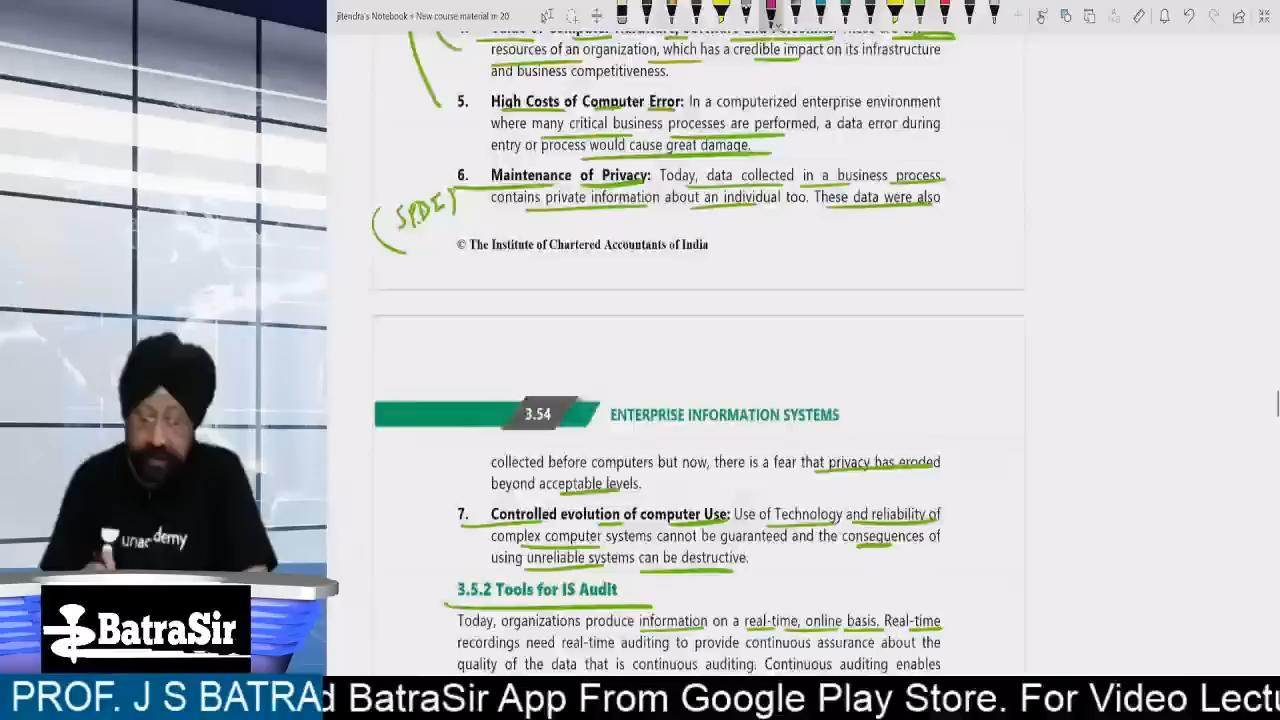 jitendra's Notebook » New course material m 20
resources of an organization, which has a credible impact on its infrastructure
and business competitiveness.
5. High Costs of Computer Error: In a computerized enterprise environment
where many critical business processes are performed, a data error during
entry or process would cause great damage.
6. Maintenance of Privacy: Today, data collected in a business process
contains private information about an individual too. These data were also
(SPDI)
© The Institute of Chartered Accountants of India
3.54 ENTERPRISE INFORMATION SYSTEMS
collected before computers but now, there is a fear that privacy has eroded
beyond acceptable levels.
7. Controlled evolution of computer Use: Use of Technology and reliability of
complex computer systems cannot be guaranteed and the consequences of
using unreliable systems can be destructive.
3.5.2 Tools for IS Audit
Today, organizations produce information on a real-time, online basis. Real-time
recordings need real-time auditing to provide continuous assurance about the
quality of the data that is continuous auditing. Continuous auditing enables
unacademy
BatraSir
PROF. J S BATRA d BatraSir App From Google Play Store. For Video Lectu